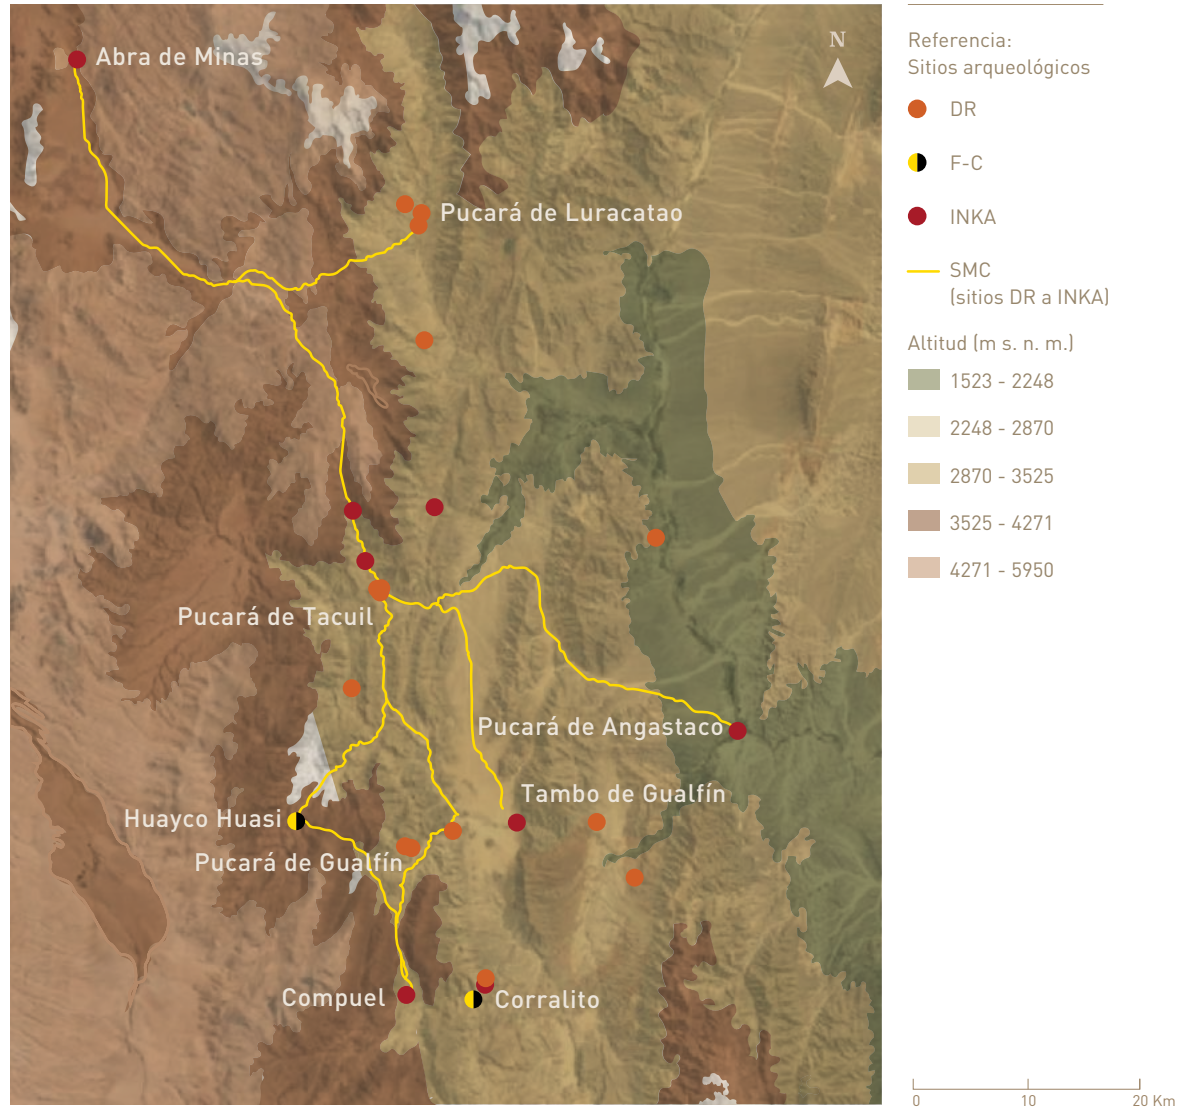 Abra de Minas
N
Pucará de Luracatao
Pucará de Tacuil
Pucará de Angastaco
Tambo de Gualfín
Huayco Huasi
Pucará de Gualfín
Compuel
Corralito
Referencia:
Sitios arqueológicos
DR
F-C
INKA
SMC
(sitios DR a INKA)
Altitud (m s. n. m.)
1523 - 2248
2248 - 2870
2870 - 3525
3525 - 4271
4271 - 5950
0 10 20 Km